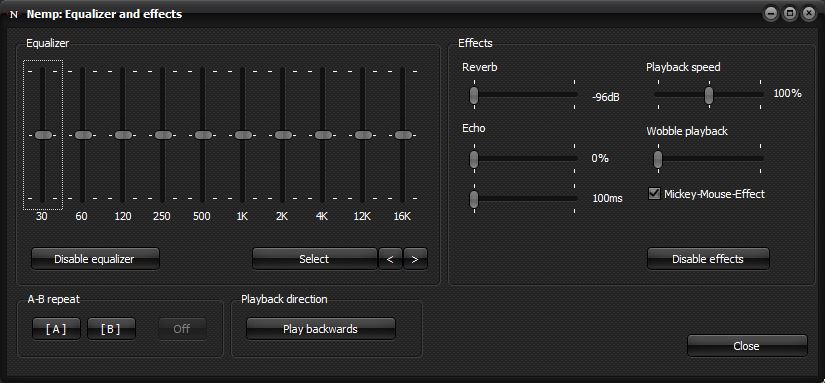 N Nemp: Equalizer and effects
Equalizer
30 60 120 250 500 1K 2K 4K 12K 16K
Disable equalizer Select < >
Effects
Reverb
-96dB
Playback speed
100%
Echo
0%
100ms
Wobble playback
Mickey-Mouse-Effect
Disable effects
A-B repeat
[A] [B] Off
Playback direction
Play backwards
Close